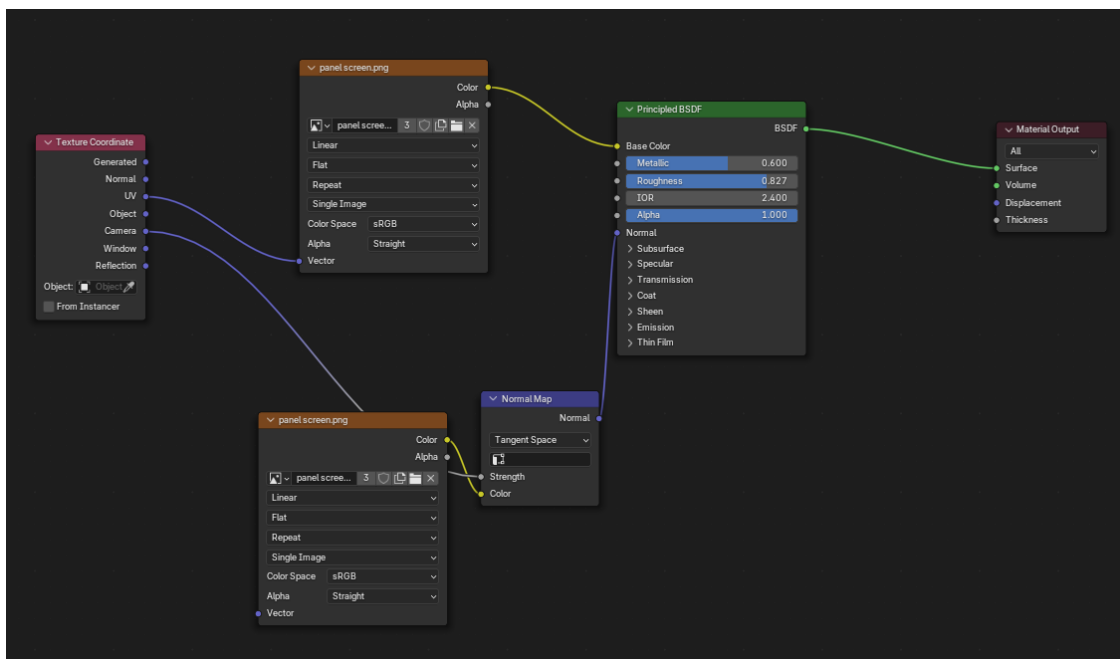 panel screen.png
Color
Alpha
panel scree... 3
Linear
Flat
Repeat
Single Image
Color Space sRGB
Alpha Straight
Vector
Texture Coordinate
Generated
Normal
UV
Object
Camera
Window
Reflection
Object: Object
From Instancer
Principled BSDF
BSDF
Base Color
Metallic 0.600
Roughness 0.827
IOR 2.400
Alpha 1.000
Normal
Subsurface
Specular
Transmission
Coat
Sheen
Emission
Thin Film
Material Output
All
Surface
Volume
Displacement
Thickness
panel screen.png
Color
Alpha
panel scree... 3
Linear
Flat
Repeat
Single Image
Color Space sRGB
Alpha Straight
Vector
Normal Map
Normal
Tangent Space
Strength
Color